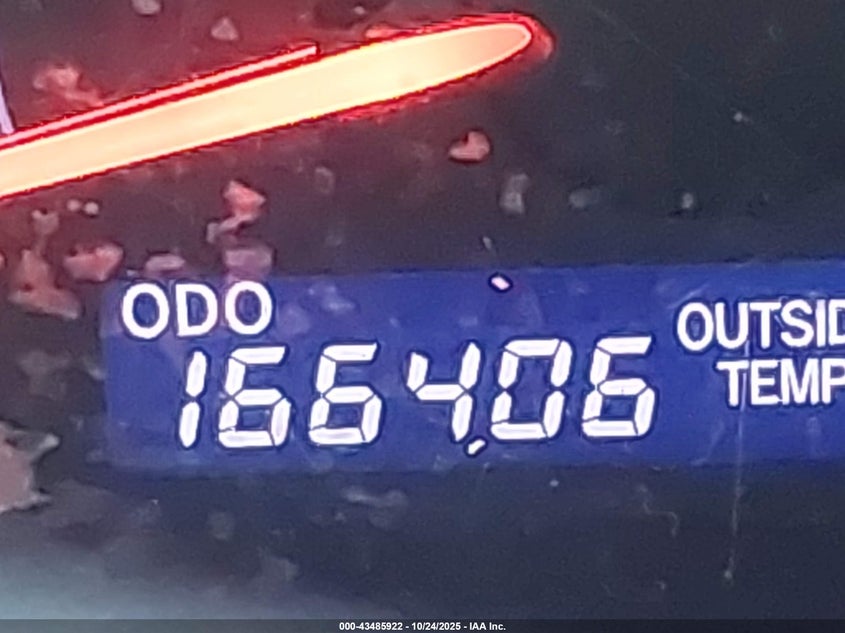 ODO
166406
OUTSID
TEMP
000-43485922 - 10/24/2025 - IAA Inc.